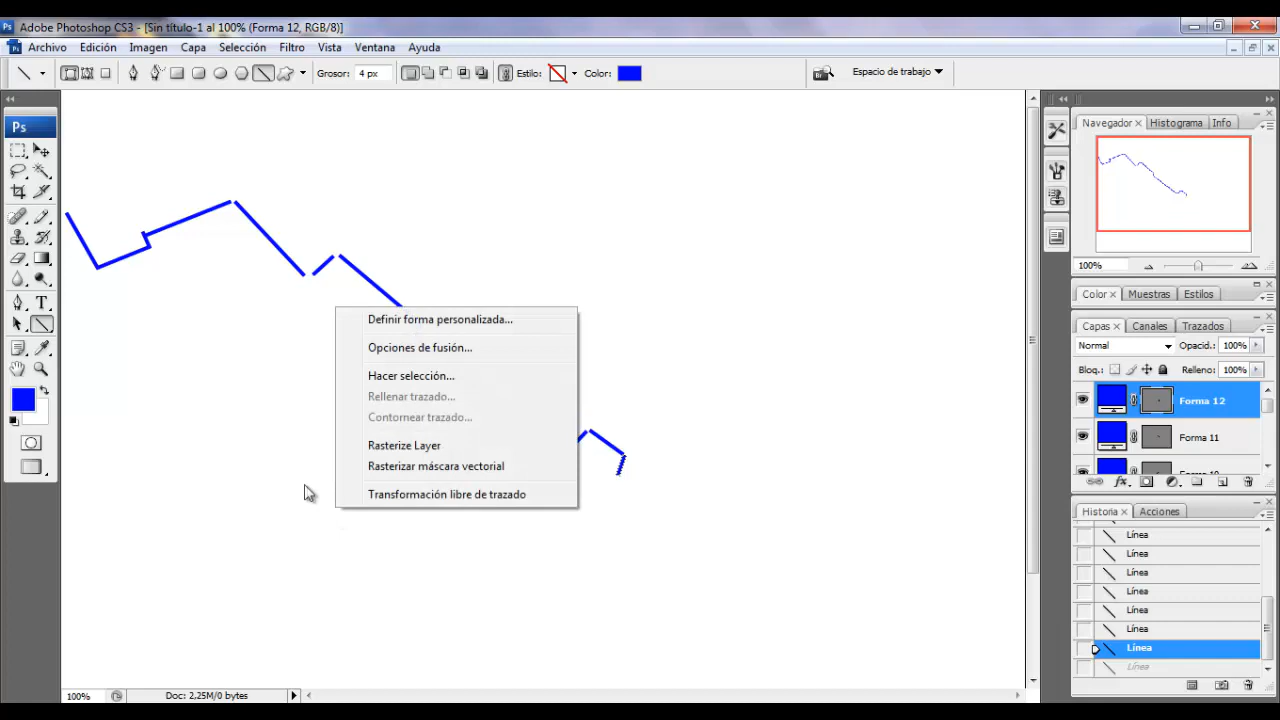 Ps Adobe Photoshop CS3 - [Sin título-1 al 100% (Forma 12, RGB/8)]
Archivo Edición Imagen Capa Selección Filtro Vista Ventana Ayuda
Grosor: 4 px Estilo: Color: Br Espacio de trabajo
Ps
Navegador Histograma Info
100%
Color Muestras Estilos
Capas Canales Trazados
Normal Opacid.: 100%
Bloq.: Relleno: 100%
Forma 12
Forma 11
Historia Acciones
Línea
Línea
Línea
Línea
Línea
Línea
Línea
Línea
Definir forma personalizada...
Opciones de fusión...
Hacer selección...
Rellenar trazado...
Contornear trazado...
Rasterize Layer
Rasterizar máscara vectorial
Transformación libre de trazado
100% Doc: 2,25M/0 bytes